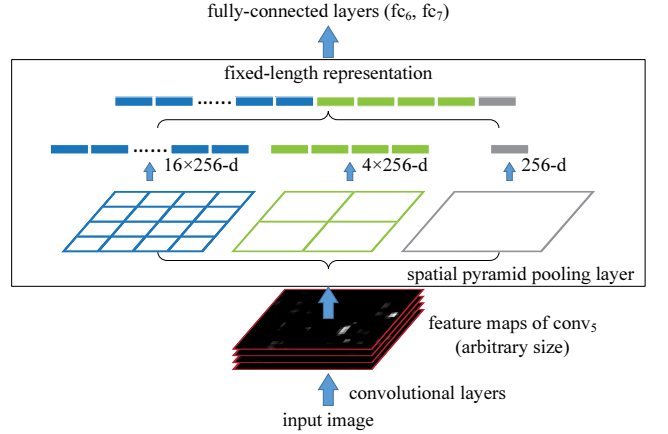 fully-connected layers (fc₆, fc₇)
fixed-length representation
......
......
16×256-d
4×256-d
256-d
spatial pyramid pooling layer
feature maps of conv₅
(arbitrary size)
convolutional layers
input image